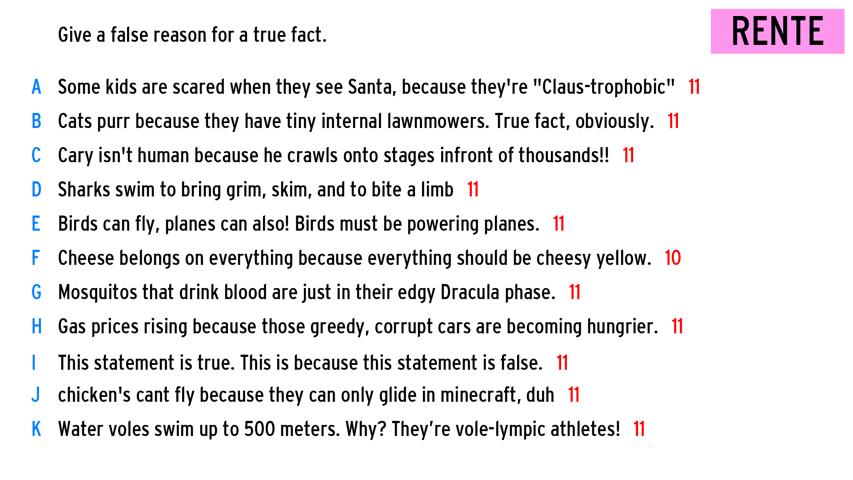 Give a false reason for a true fact.
RENTE
A Some kids are scared when they see Santa, because they're "Claus-trophobic" 11
B Cats purr because they have tiny internal lawnmowers. True fact, obviously. 11
C Cary isn't human because he crawls onto stages infront of thousands!! 11
D Sharks swim to bring grim, skim, and to bite a limb 11
E Birds can fly, planes can also! Birds must be powering planes. 11
F Cheese belongs on everything because everything should be cheesy yellow. 10
G Mosquitos that drink blood are just in their edgy Dracula phase. 11
H Gas prices rising because those greedy, corrupt cars are becoming hungrier. 11
I This statement is true. This is because this statement is false. 11
J chicken's cant fly because they can only glide in minecraft, duh 11
K Water voles swim up to 500 meters. Why? They’re vole-lympic athletes! 11